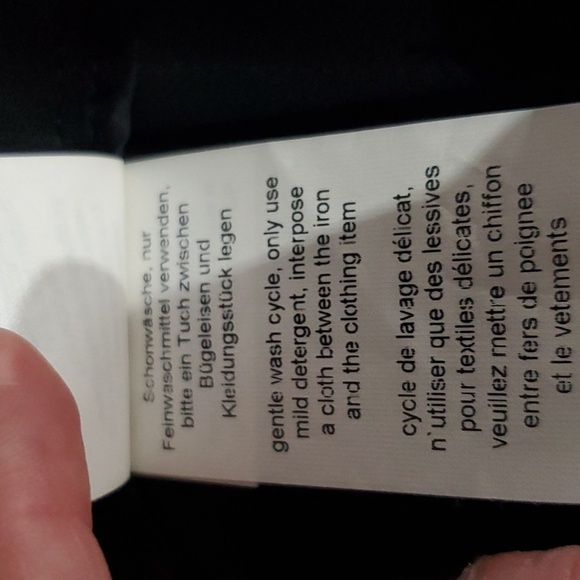 Schonwäsche, nur
Feinwaschmittel verwenden,
bitte ein Tuch zwischen
Bügeleisen und
Kleidungsstück legen
gentle wash cycle, only use
mild detergent, interpose
a cloth between the iron
and the clothing item
cycle de lavage délicat,
n`utiliser que des lessives
pour textiles délicates,
veuillez mettre un chiffon
entre fers de poignee
et le vetements